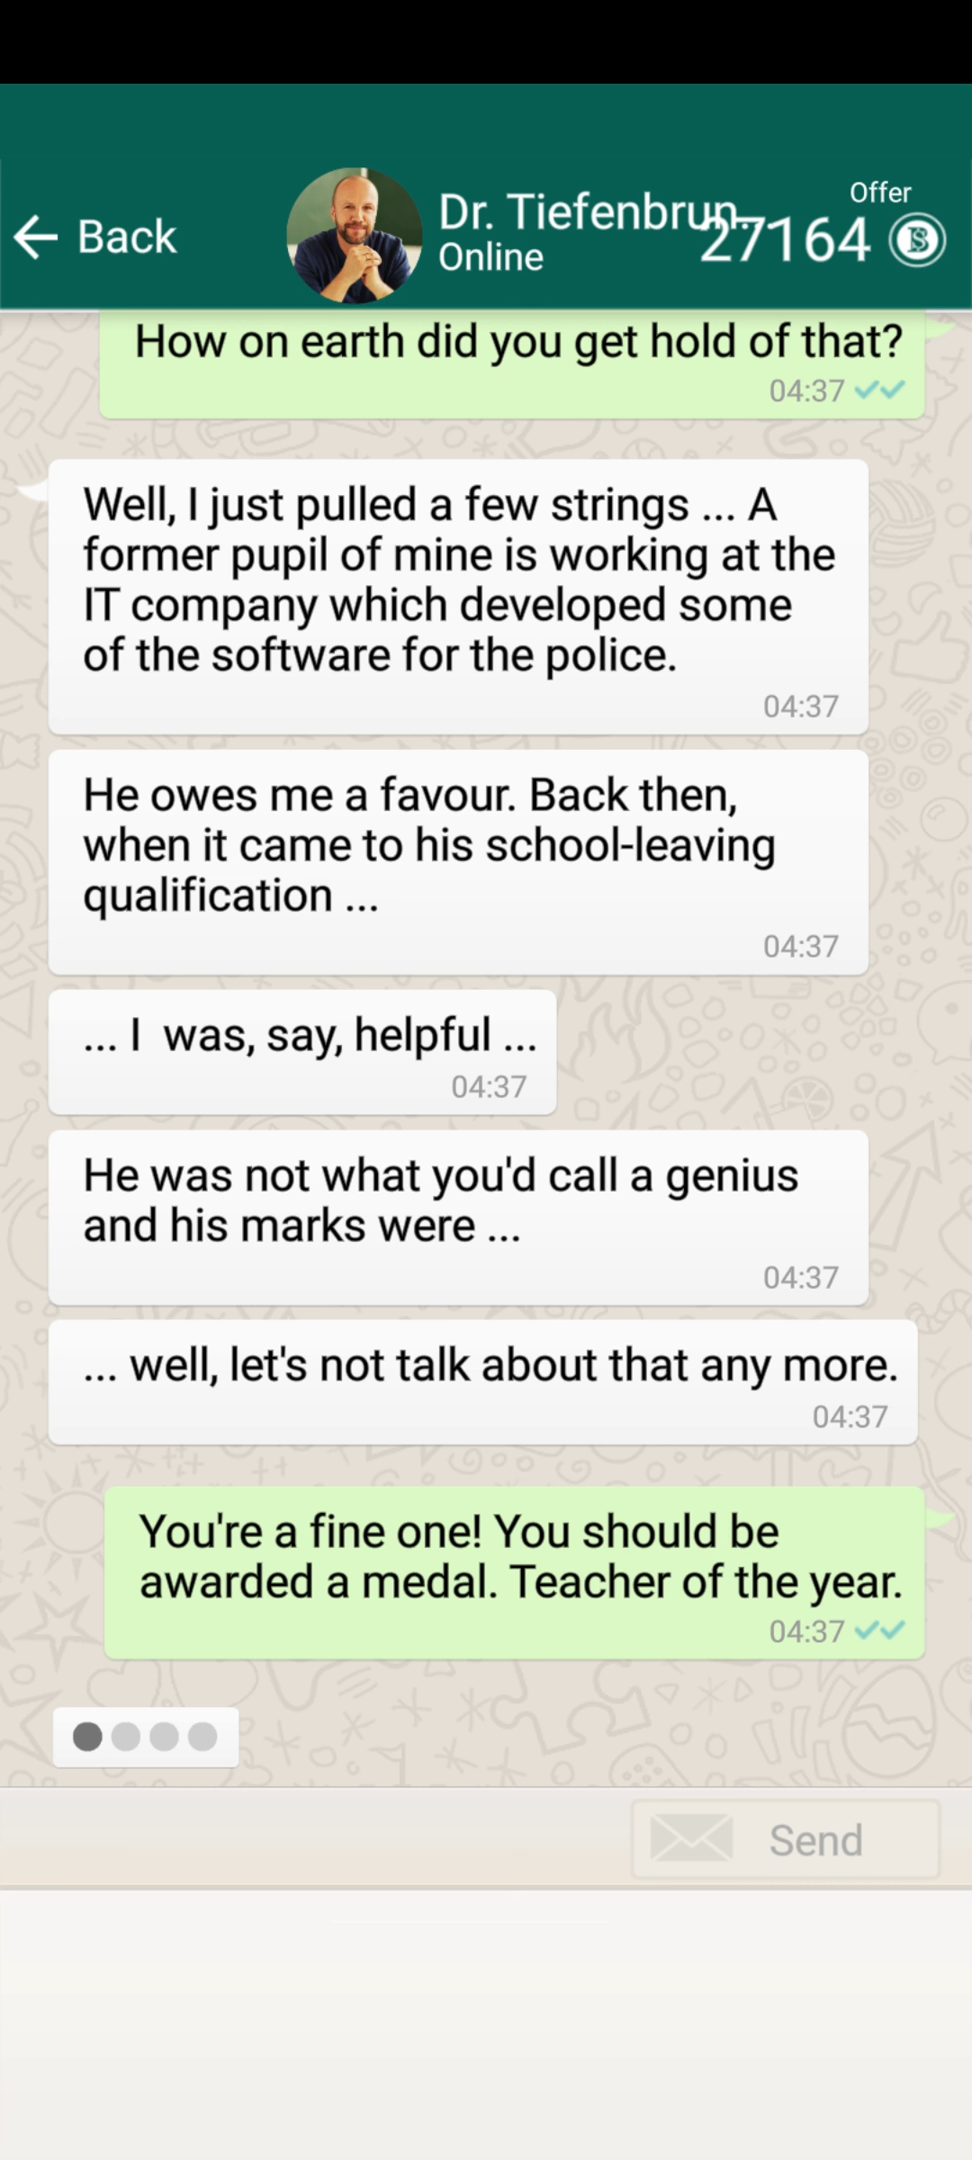 Offer
Back
Dr. Tiefenbrun..
27164
Online
How on earth did you get hold of that?
04:37
Well, I just pulled a few strings ... A
former pupil of mine is working at the
IT company which developed some
of the software for the police.
04:37
He owes me a favour. Back then,
when it came to his school-leaving
qualification ...
04:37
... I  was, say, helpful ...
04:37
He was not what you'd call a genius
and his marks were ...
04:37
... well, let's not talk about that any more.
04:37
You're a fine one! You should be
awarded a medal. Teacher of the year.
04:37
Send